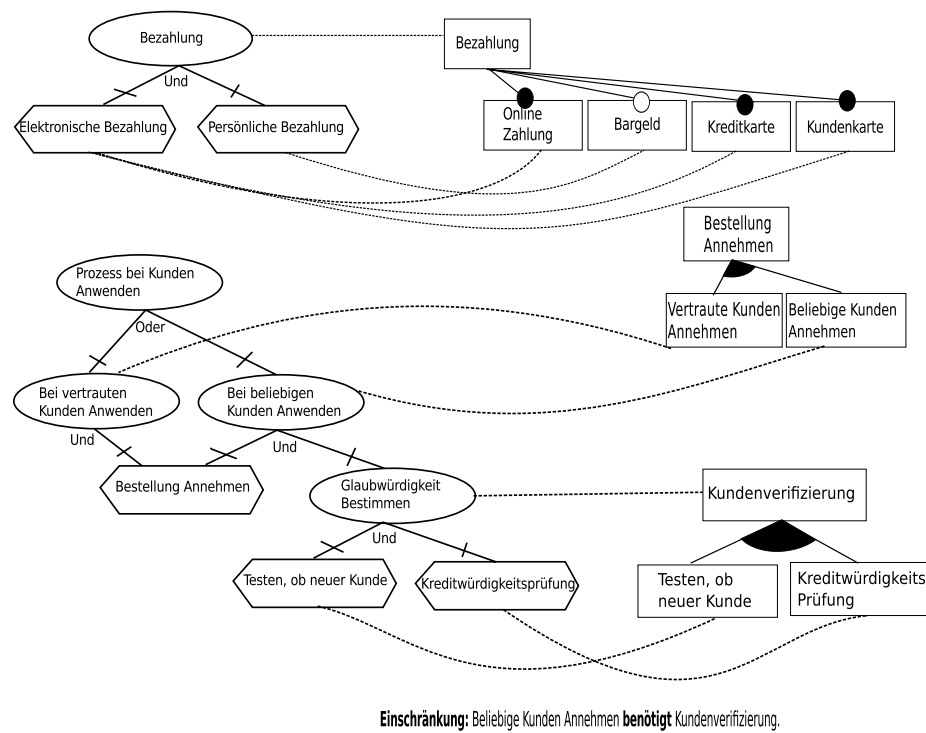 Bezahlung
Bezahlung
Und
Elektronische Bezahlung
Persönliche Bezahlung
Online
Zahlung
Bargeld
Kreditkarte
Kundenkarte
Bestellung
Annehmen
Prozess bei Kunden
Anwenden
Oder
Vertraute Kunden
Annehmen
Beliebige Kunden
Annehmen
Bei vertrauten
Kunden Anwenden
Bei beliebigen
Kunden Anwenden
Und
Und
Bestellung Annehmen
Glaubwürdigkeit
Bestimmen
Kundenverifizierung
Und
Testen, ob neuer Kunde
Kreditwürdigkeitsprüfung
Testen, ob
neuer Kunde
Kreditwürdigkeits
Prüfung
Einschränkung: Beliebige Kunden Annehmen benötigt Kundenverifizierung.